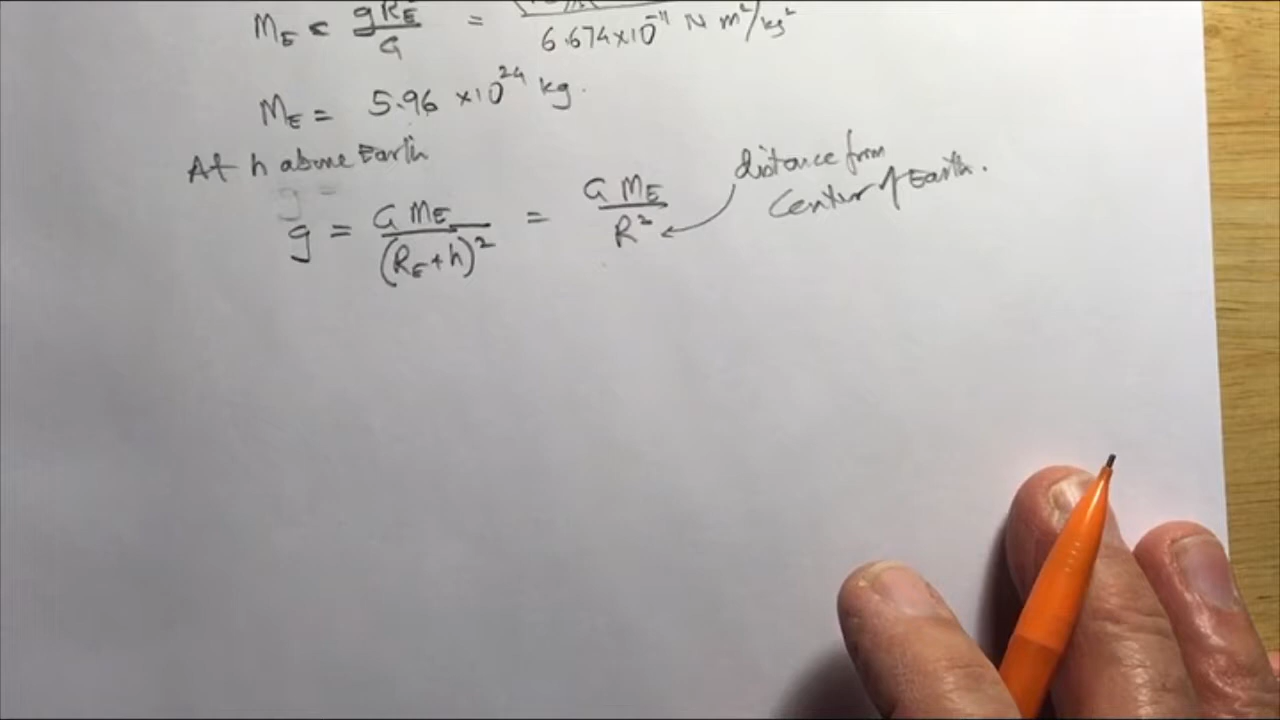 M_E = gR_E² / G = 6.674×10⁻¹¹ N m²/kg²
M_E = 5.96 ×10²⁴ kg.
At h above Earth
g =
g = G M_E / (R_E+h)² = G M_E / R²
distance from
Center of Earth.